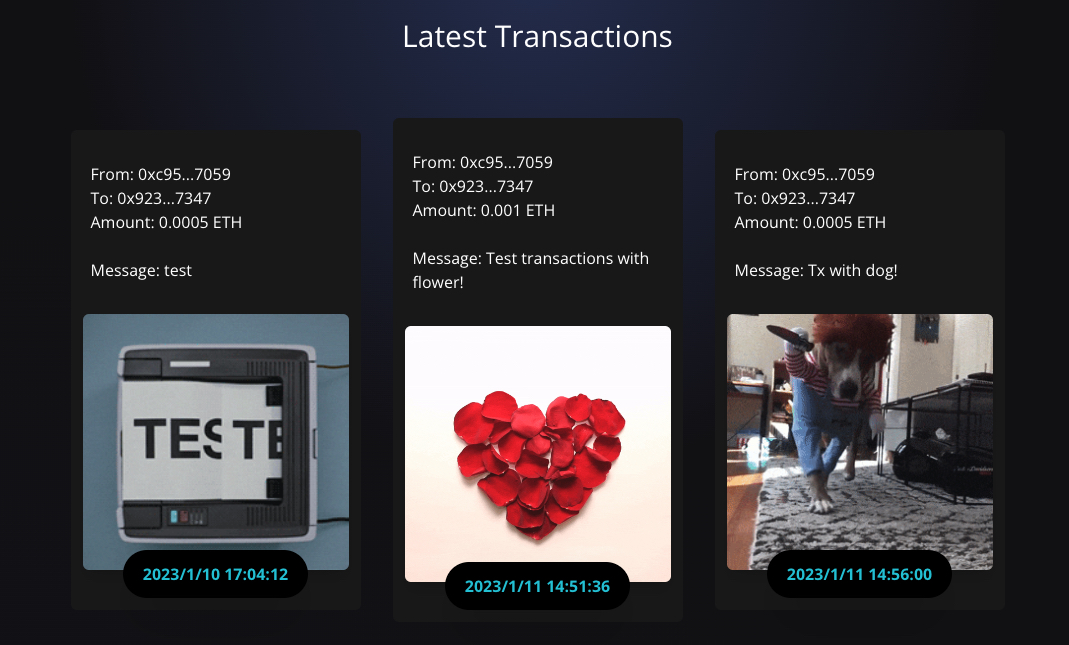 Latest Transactions
From: 0xc95...7059
To: 0x923...7347
Amount: 0.0005 ETH
Message: test
TES TE
2023/1/10 17:04:12
From: 0xc95...7059
To: 0x923...7347
Amount: 0.001 ETH
Message: Test transactions with
flower!
2023/1/11 14:51:36
From: 0xc95...7059
To: 0x923...7347
Amount: 0.0005 ETH
Message: Tx with dog!
2023/1/11 14:56:00